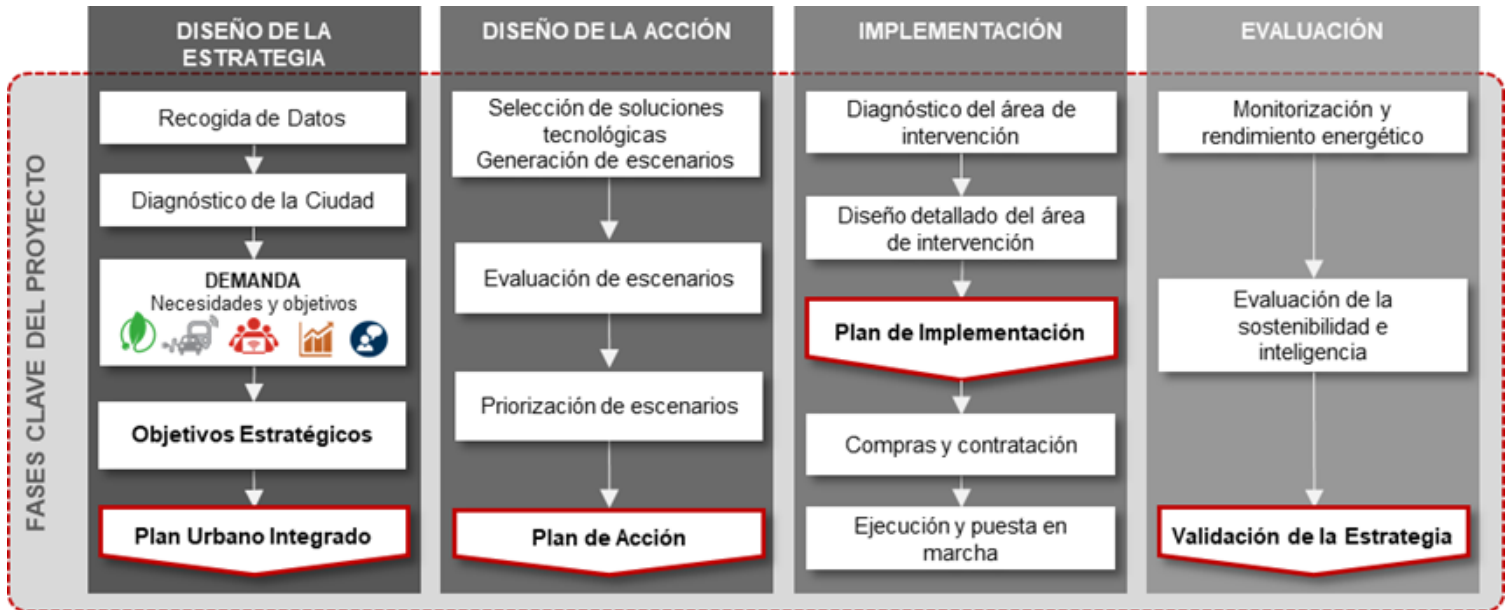 DISEÑO DE LA
ESTRATEGIA
DISEÑO DE LA ACCIÓN
IMPLEMENTACIÓN
EVALUACIÓN
FASES CLAVE DEL PROYECTO
Recogida de Datos
Diagnóstico de la Ciudad
DEMANDA
Necesidades y objetivos
Objetivos Estratégicos
Plan Urbano Integrado
Selección de soluciones
tecnológicas
Generación de escenarios
Evaluación de escenarios
Priorización de escenarios
Plan de Acción
Diagnóstico del área de
intervención
Diseño detallado del área
de intervención
Plan de Implementación
Compras y contratación
Ejecución y puesta en
marcha
Monitorización y
rendimiento energético
Evaluación de la
sostenibilidad e
inteligencia
Validación de la Estrategia